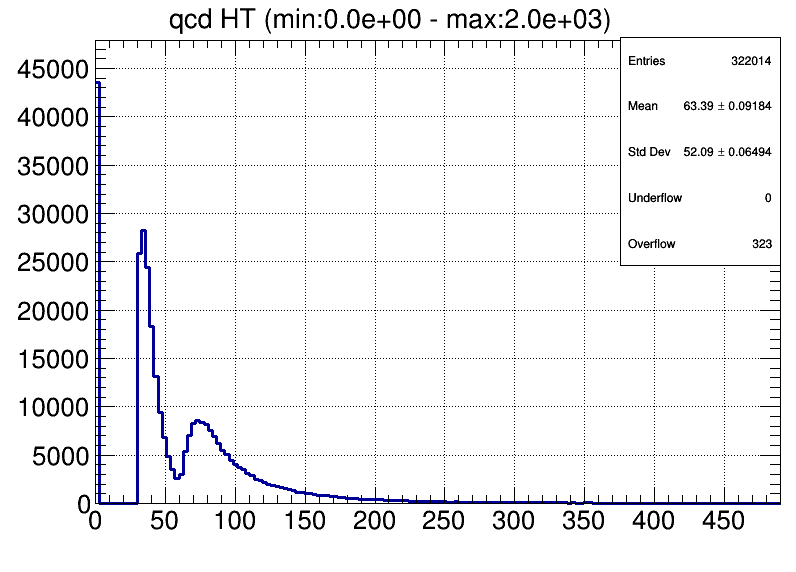 qcd HT (min:0.0e+00 - max:2.0e+03)
Entries 322014
Mean 63.39 ± 0.09184
Std Dev 52.09 ± 0.06494
Underflow 0
Overflow 323
45000
40000
35000
30000
25000
20000
15000
10000
5000
0
0 50 100 150 200 250 300 350 400 450